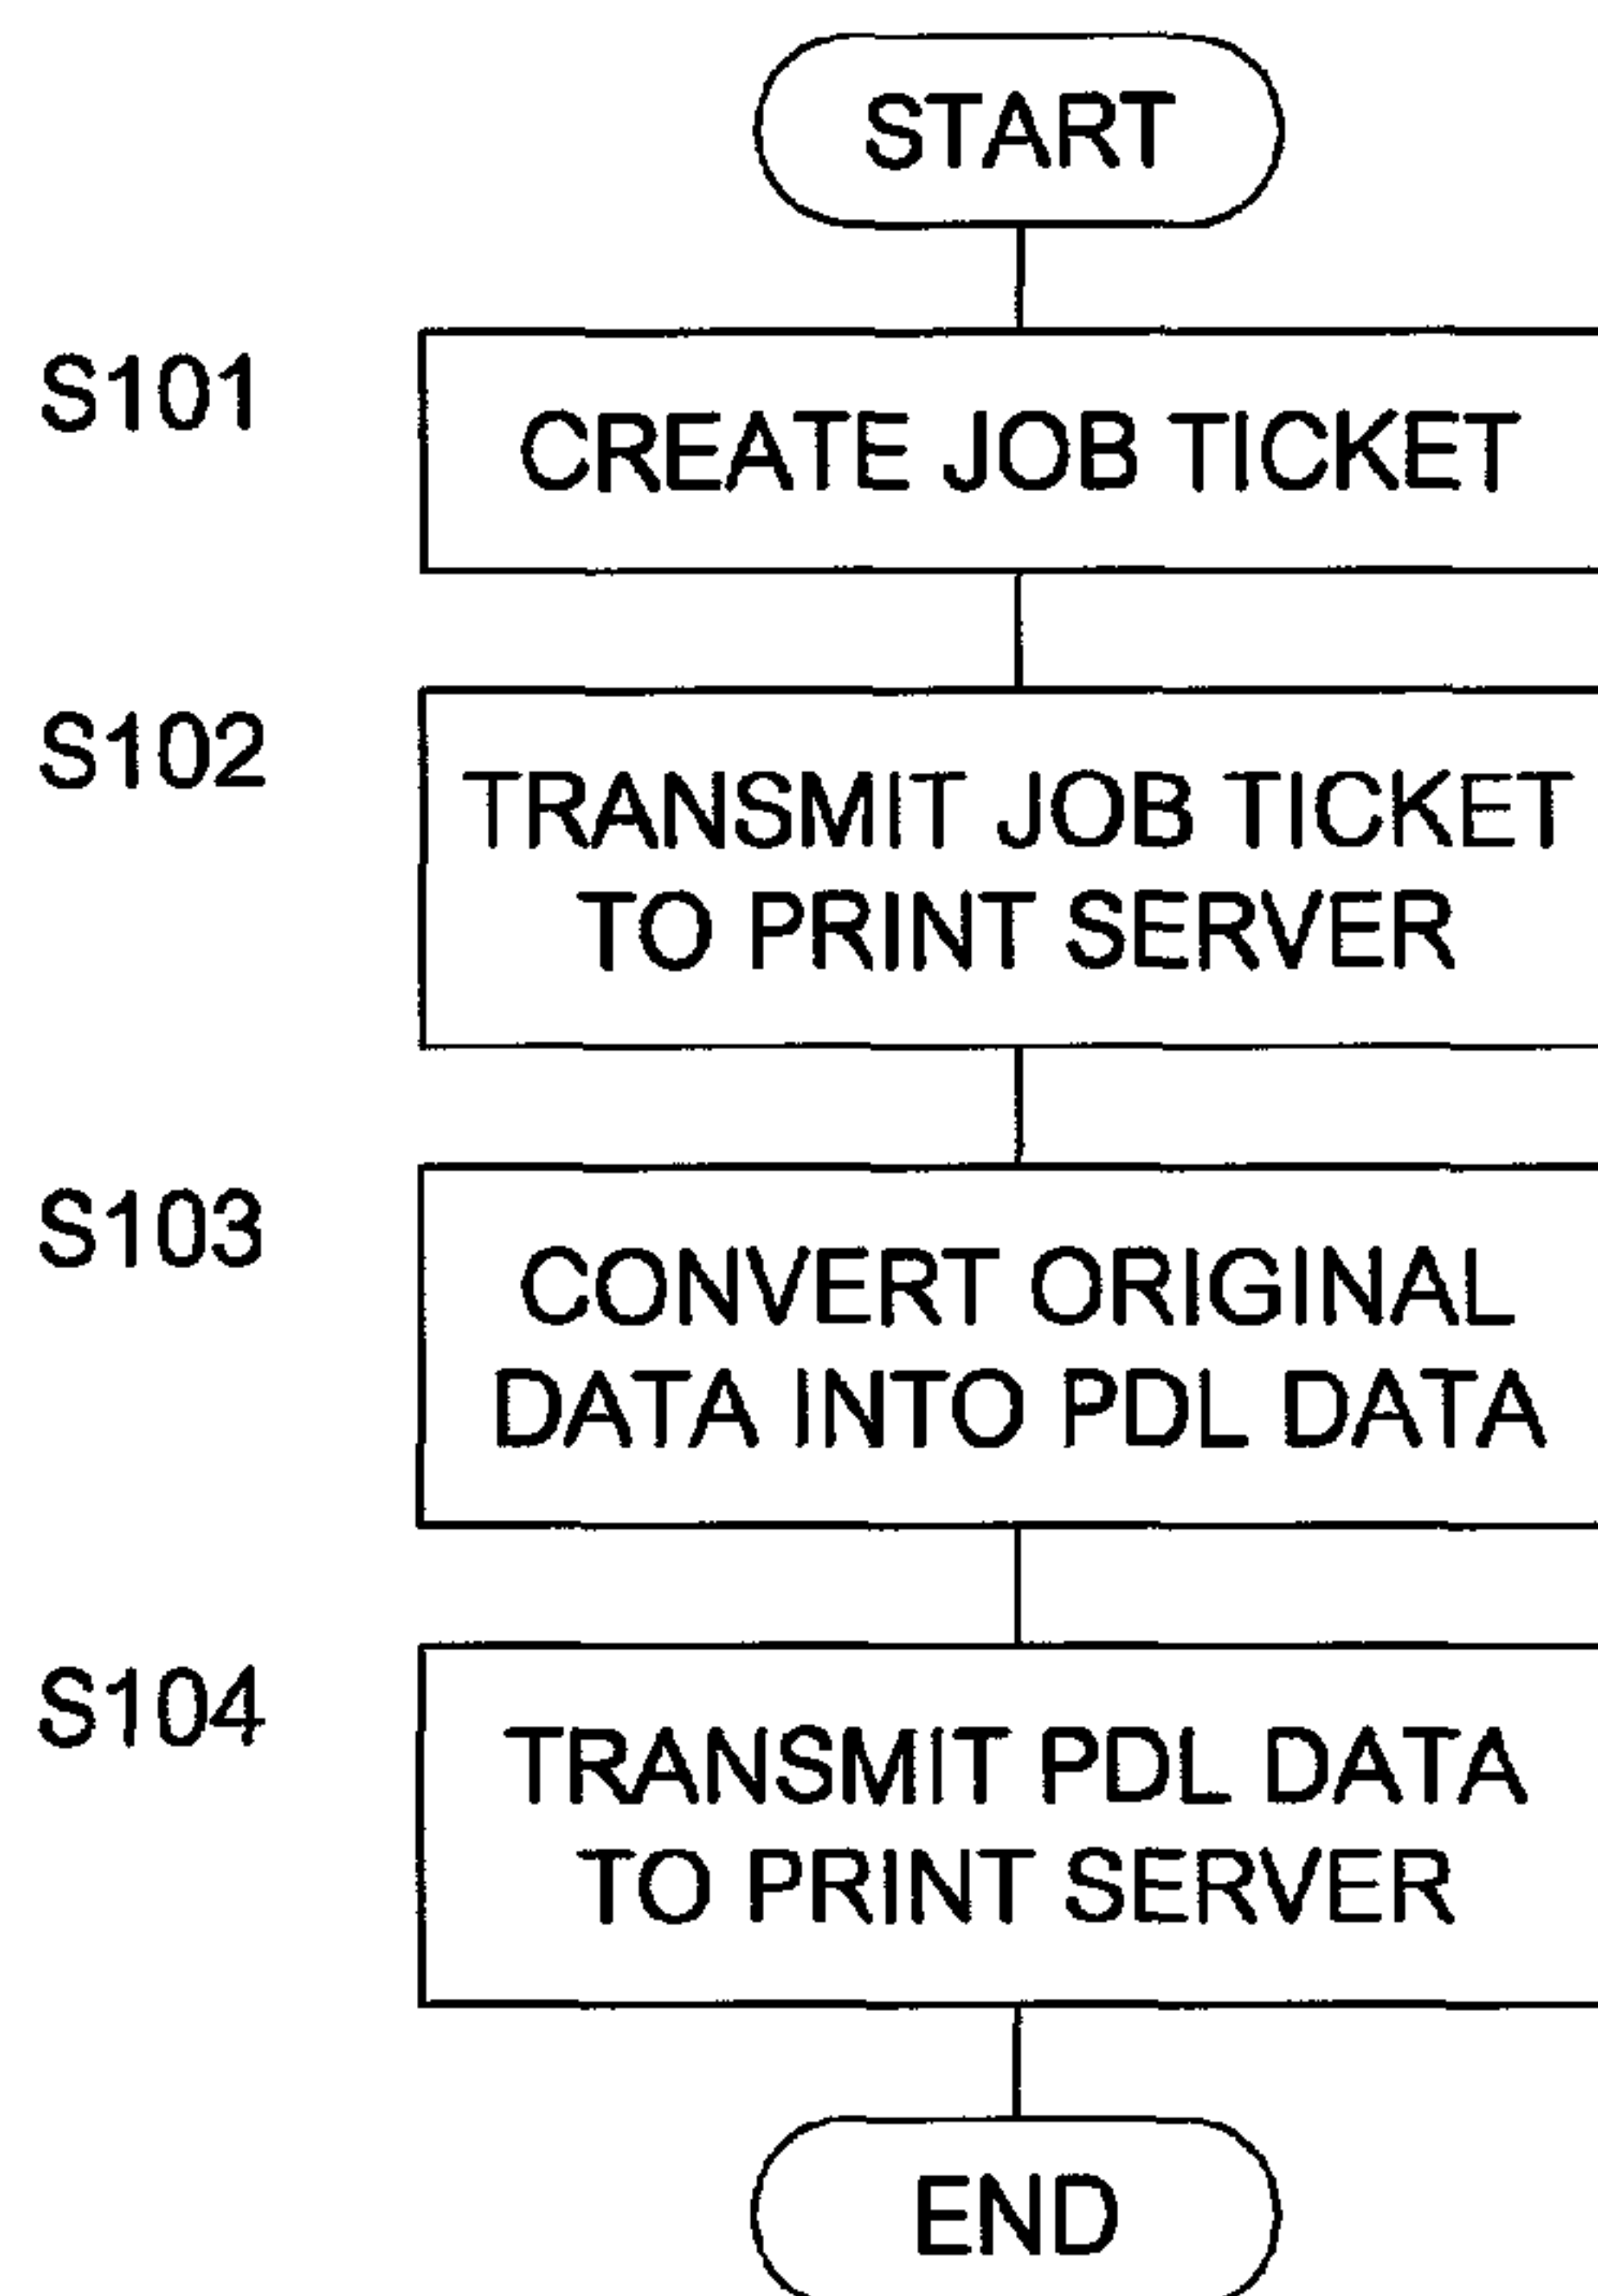 START
S101
CREATE JOB TICKET
S102
TRANSMIT JOB TICKET
TO PRINT SERVER
S103
CONVERT ORIGINAL
DATA INTO PDL DATA
S104
TRANSMIT PDL DATA
TO PRINT SERVER
END